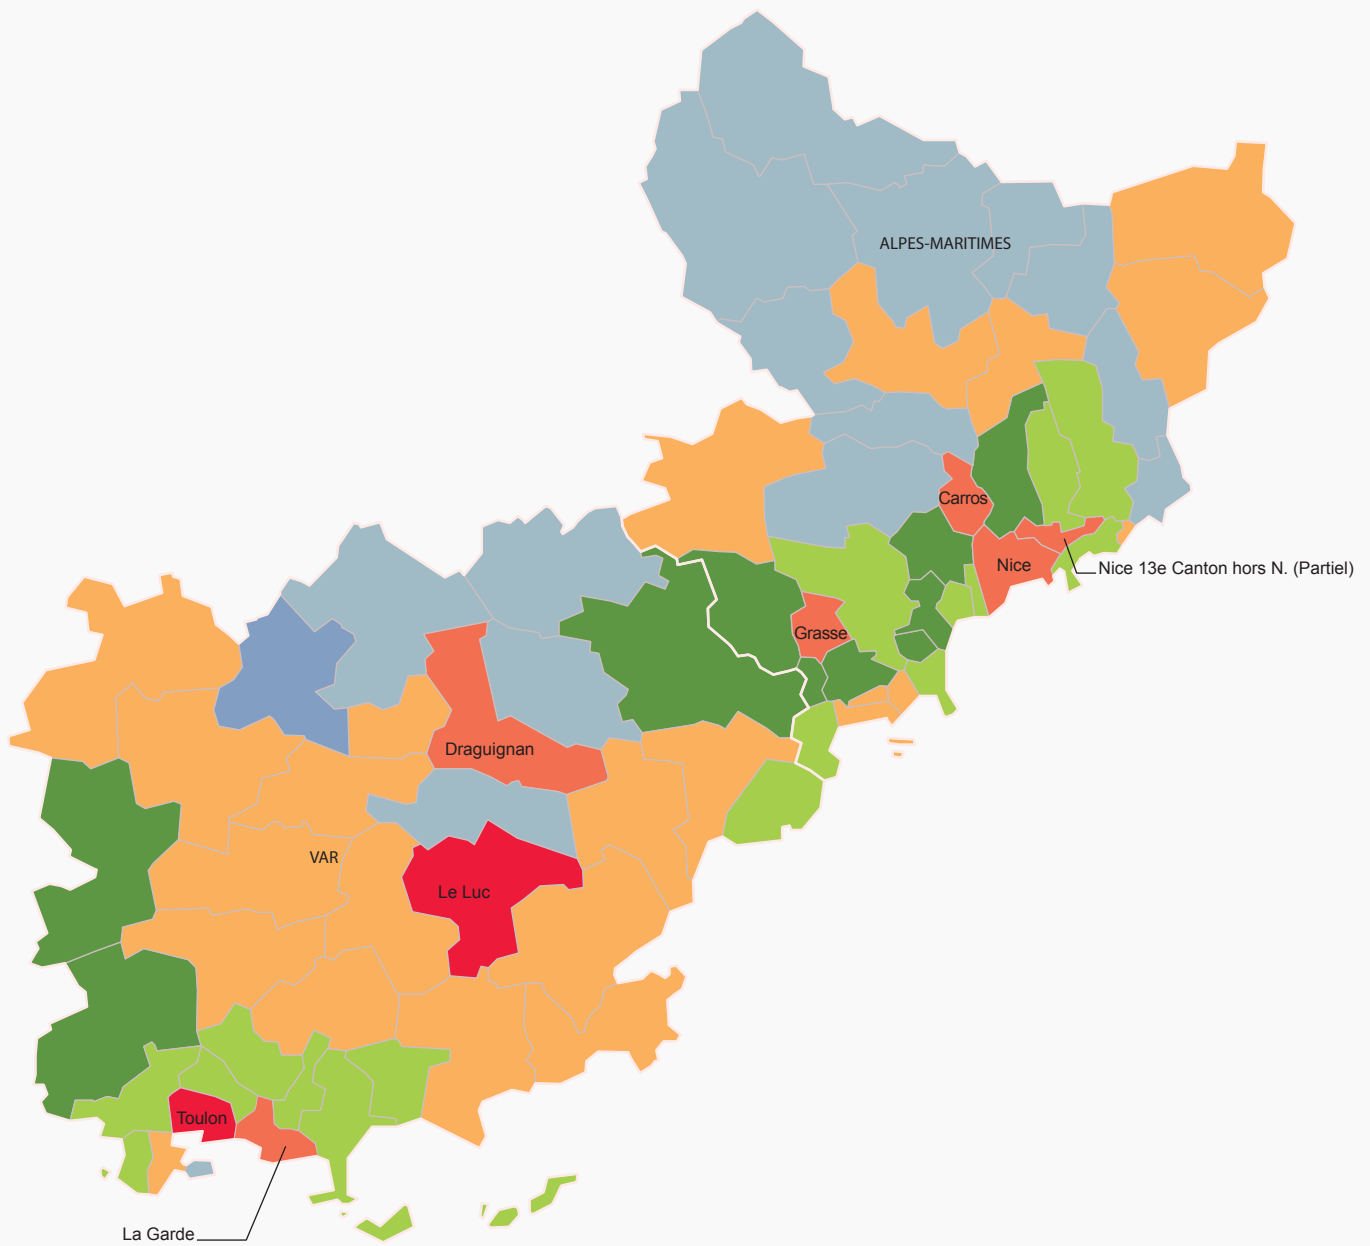 ALPES-MARITIMES
Carros
Nice
Nice 13e Canton hors N. (Partiel)
Grasse
Draguignan
VAR
Le Luc
Toulon
La Garde